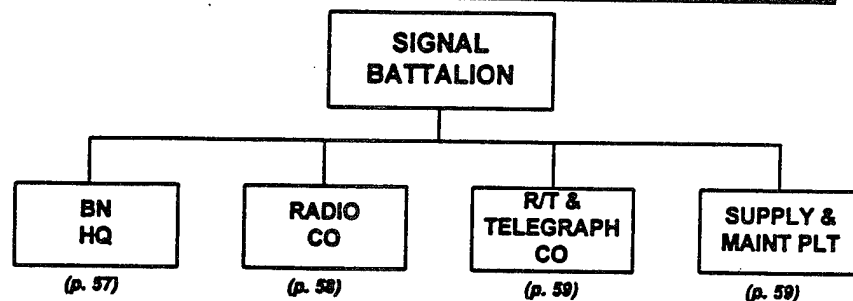 SIGNAL
BATTALION
BN
HQ
(p. 57)
RADIO
CO
(p. 58)
R/T &
TELEGRAPH
CO
(p. 59)
SUPPLY &
MAINT PLT
(p. 59)